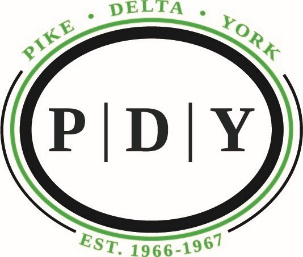 PIKE • DELTA • YORK
P|D|Y
EST. 1966-1967